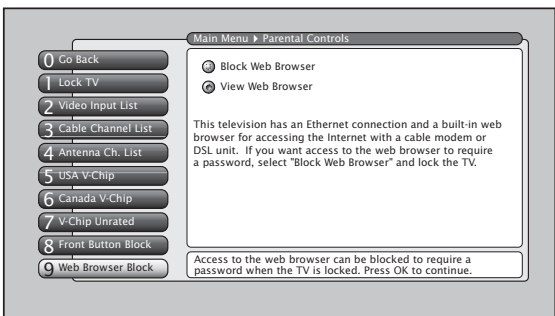 Main Menu ▶ Parental Controls
0 Go Back
1 Lock TV
2 Video Input List
3 Cable Channel List
4 Antenna Ch. List
5 USA V-Chip
6 Canada V-Chip
7 V-Chip Unrated
8 Front Button Block
9 Web Browser Block
Block Web Browser
View Web Browser
This television has an Ethernet connection and a built-in web
browser for accessing the Internet with a cable modem or
DSL unit. If you want access to the web browser to require
a password, select "Block Web Browser" and lock the TV.
Access to the web browser can be blocked to require a
password when the TV is locked. Press OK to continue.